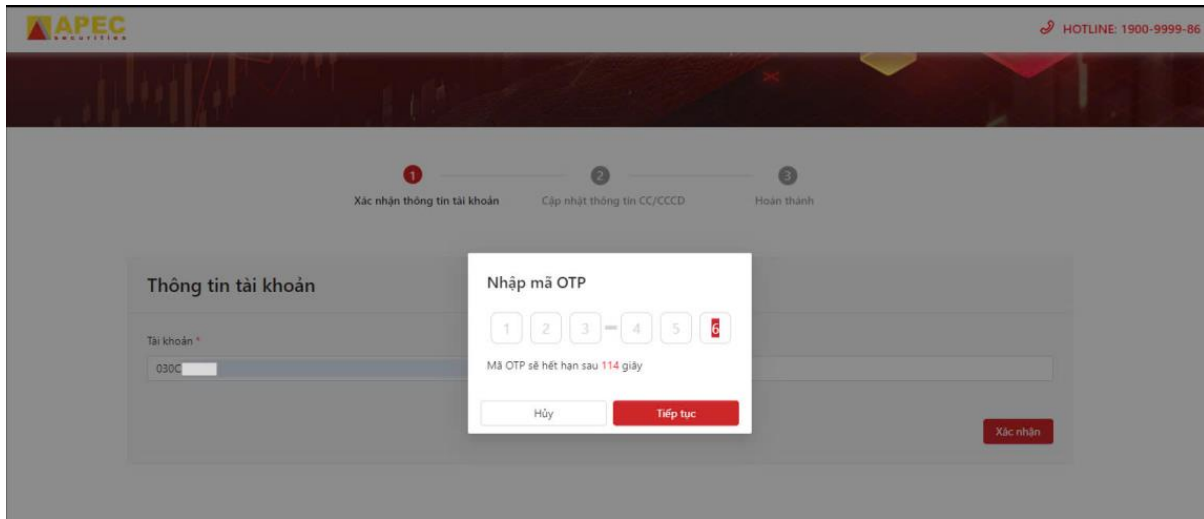 APEC
securities
HOTLINE: 1900-9999-86
1
2
3
Xác nhận thông tin tài khoản
Cập nhật thông tin CC/CCCD
Hoàn thành
Thông tin tài khoản
Tài khoản *
030C
Nhập mã OTP
1 2 3 - 4 5 6
Mã OTP sẽ hết hạn sau 114 giây
Hủy
Tiếp tục
Xác nhận